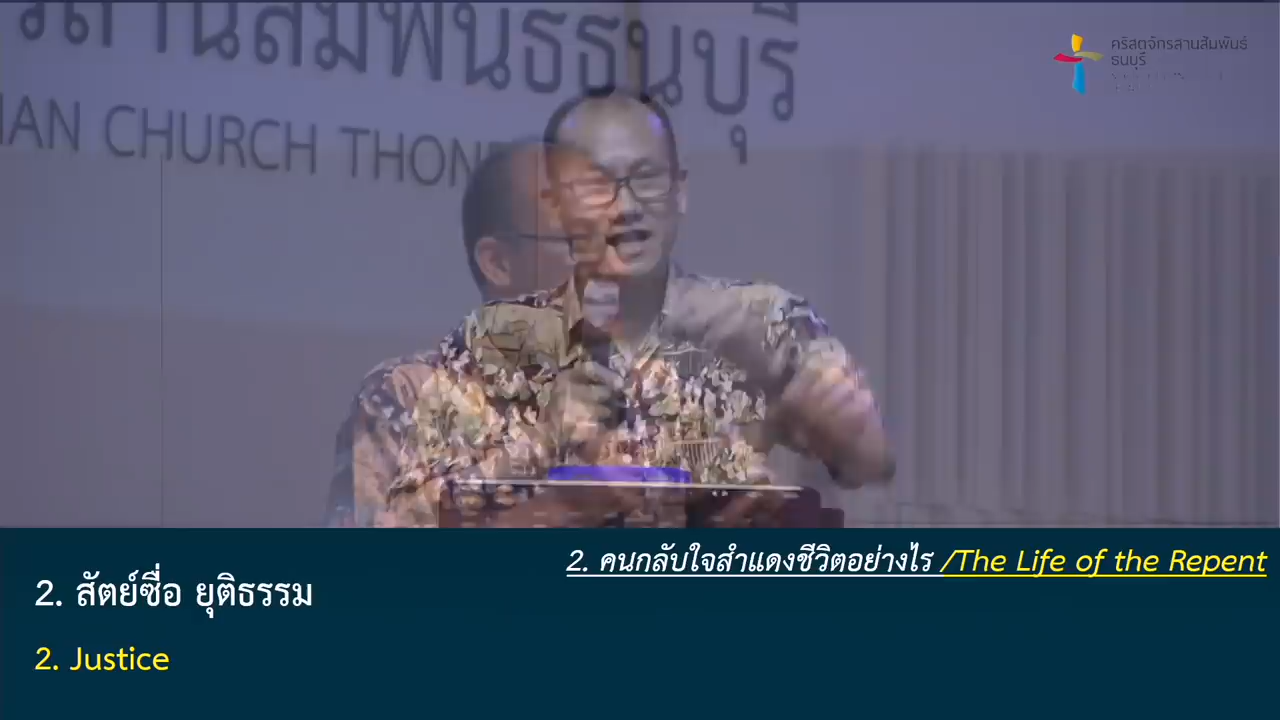 สานสัมพันธ์ธนบุรี
IAN CHURCH THON
คริสตจักรสานสัมพันธ์
ธนบุรี
2. คนกลับใจสำแดงชีวิตอย่างไร /The Life of the Repent
2. สัตย์ซื่อ ยุติธรรม
2. Justice